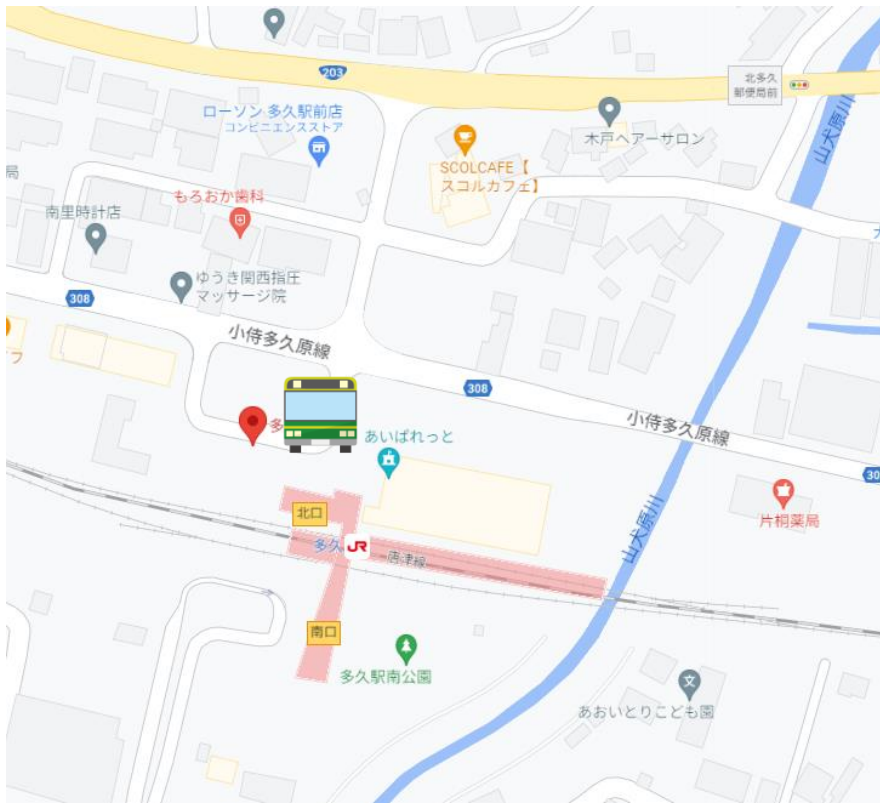 203
北多久
郵便局前
ローソン 多久駅前店
コンビニエンスストア
木戸ヘアーサロン
山犬原川
SCOLCAFE【
スコルカフェ】
局
もろおか歯科
南里時計店
ゆうき関西指圧
マッサージ院
308
小侍多久原線
フ
308
小侍多久原線
多
あいぱれっと
30
片桐薬局
北口
多久
JR
唐津線
山犬原川
南口
多久駅南公園
文
あおいとりこども園